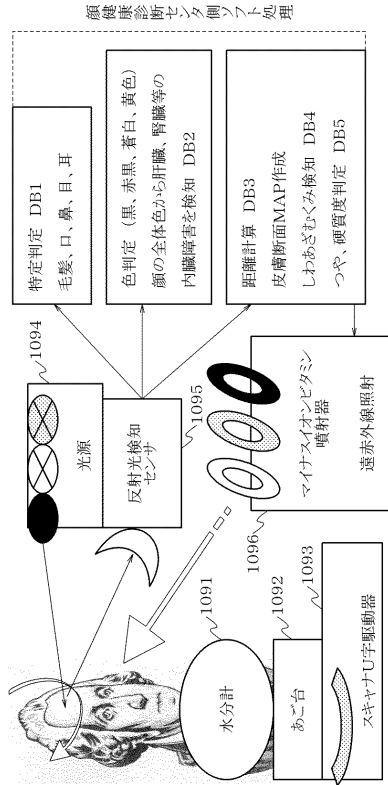 顔健康診断センタ側ソフト処理
特定判定 DB1
毛髪、口、鼻、目、耳
色判定（黒、赤黒、蒼白、黄色）
顔の全体色から肝臓、腎臓等の
内臓障害を検知 DB2
距離計算 DB3
皮膚断面MAP作成
しわあざむくみ検知 DB4
つや、硬質度判定 DB5
1094
光源
反射光検知
センサ
1095
マイナスイオンビタミン
噴射器
遠赤外線照射
1096
1091
水分計
1092
あご台
1093
スキャナU字駆動器